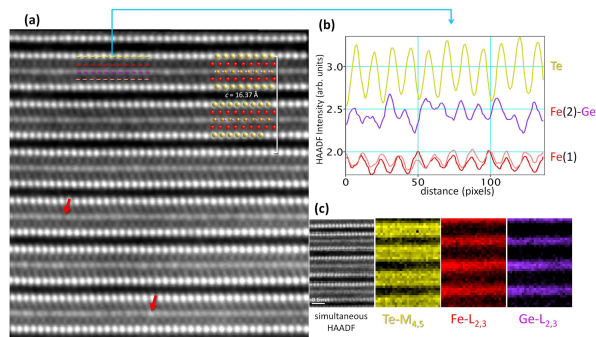 (a)
c = 16.37 Å
(b)
HAADF Intensity (arb. units)
3.0
2.5
2.0
0
50
100
distance (pixels)
Te
Fe(2)-Ge
Fe(1)
(c)
simultaneous
HAADF
Te-M4,5
Fe-L2,3
Ge-L2,3